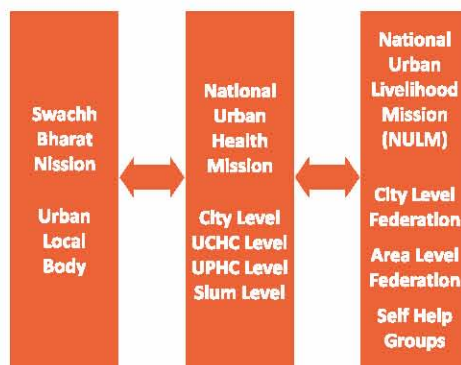 Swachh
Bharat
Nission
Urban
Local
Body
National
Urban
Health
Mission
City Level
UCHC Level
UPHC Level
Slum Level
National
Urban
Livelihood
Mission
(NULM)
City Level
Federation
Area Level
Federation
Self Help
Groups